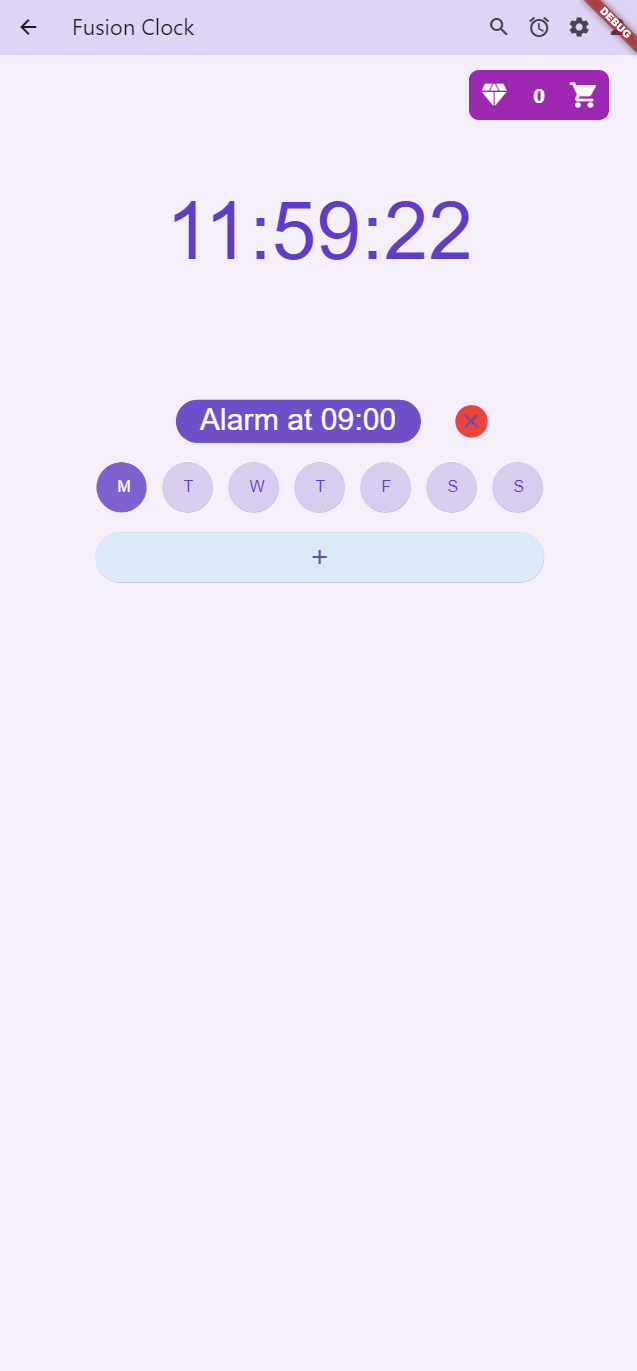 Fusion Clock
DEBUG
0
11:59:22
Alarm at 09:00
M T W T F S S
+